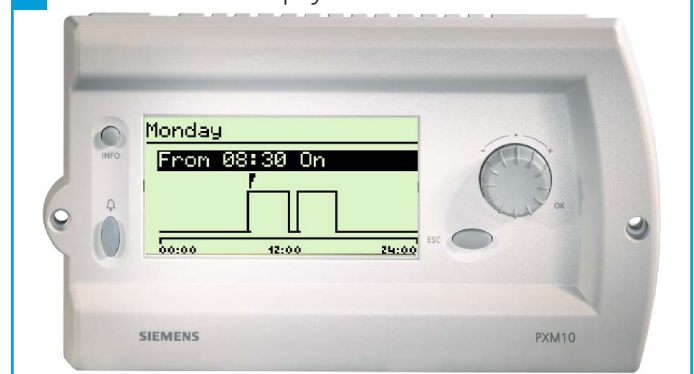 Monday
From 08:30 On
00:00 12:00 24:00
INFO
ESC
OK
SIEMENS
PXM10